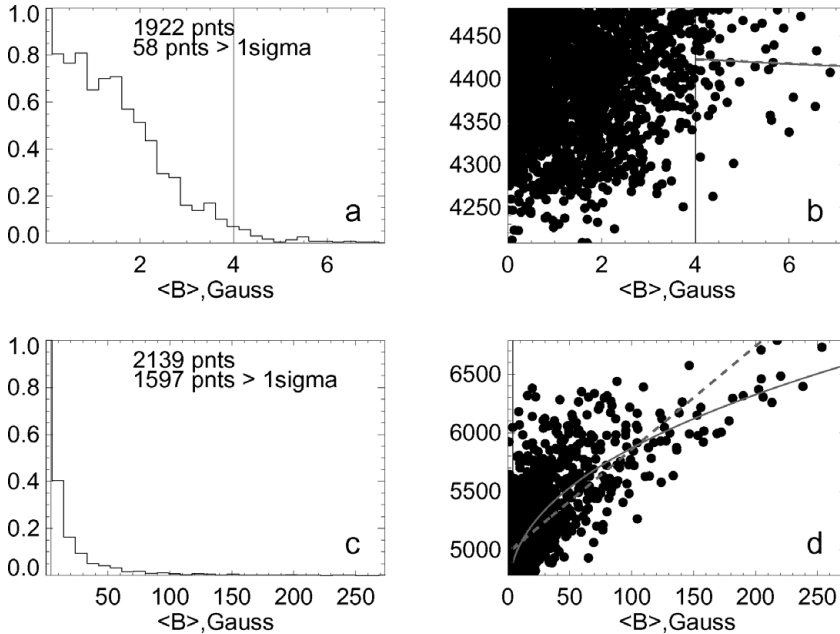 1.0
0.8
0.6
0.4
0.2
0.0
1922 pnts
58 pnts > 1sigma
a
2 4 6
<B>,Gauss
4450
4400
4350
4300
4250
b
0 2 4 6
<B>,Gauss
1.0
0.8
0.6
0.4
0.2
0.0
2139 pnts
1597 pnts > 1sigma
c
50 100 150 200 250
<B>,Gauss
6500
6000
5500
5000
d
0 50 100 150 200 250
<B>,Gauss